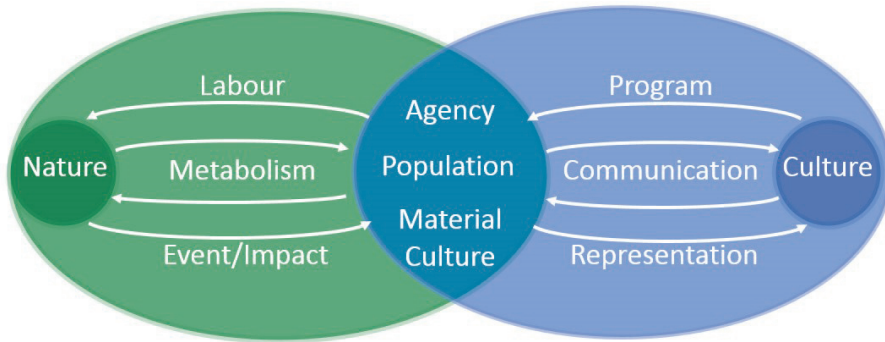 Labour
Program
Agency
Nature
Metabolism
Population
Communication
Culture
Material
Culture
Event/Impact
Representation